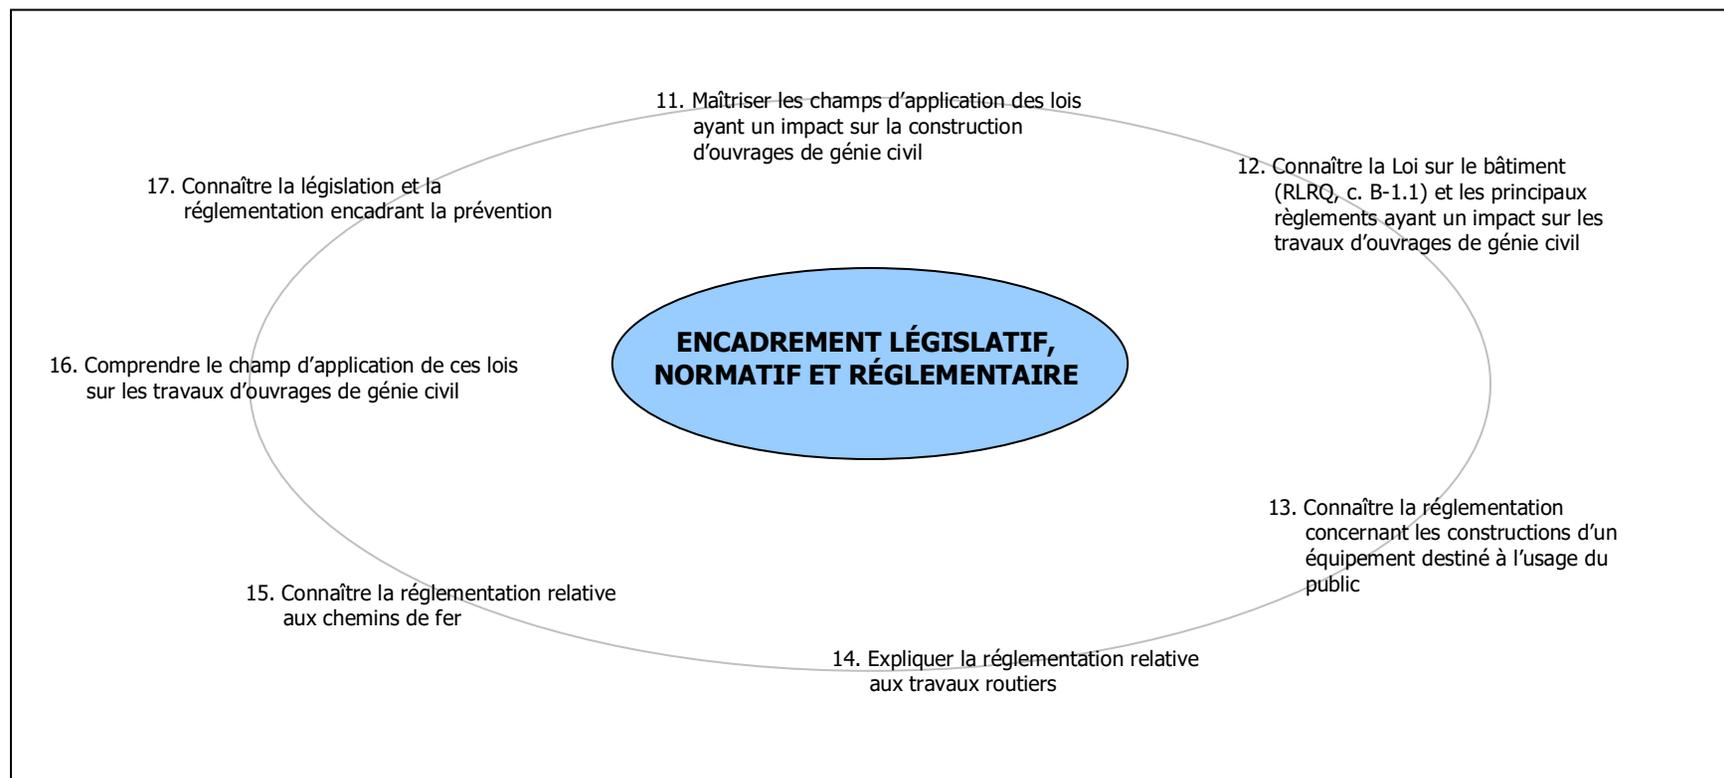 11. Maîtriser les champs d’application des lois
ayant un impact sur la construction
d’ouvrages de génie civil
12. Connaître la Loi sur le bâtiment
(RLRQ, c. B-1.1) et les principaux
règlements ayant un impact sur les
travaux d’ouvrages de génie civil
17. Connaître la législation et la
réglementation encadrant la prévention
ENCADREMENT LÉGISLATIF,
NORMATIF ET RÉGLEMENTAIRE
16. Comprendre le champ d’application de ces lois
sur les travaux d’ouvrages de génie civil
13. Connaître la réglementation
concernant les constructions d’un
équipement destiné à l’usage du
public
15. Connaître la réglementation relative
aux chemins de fer
14. Expliquer la réglementation relative
aux travaux routiers